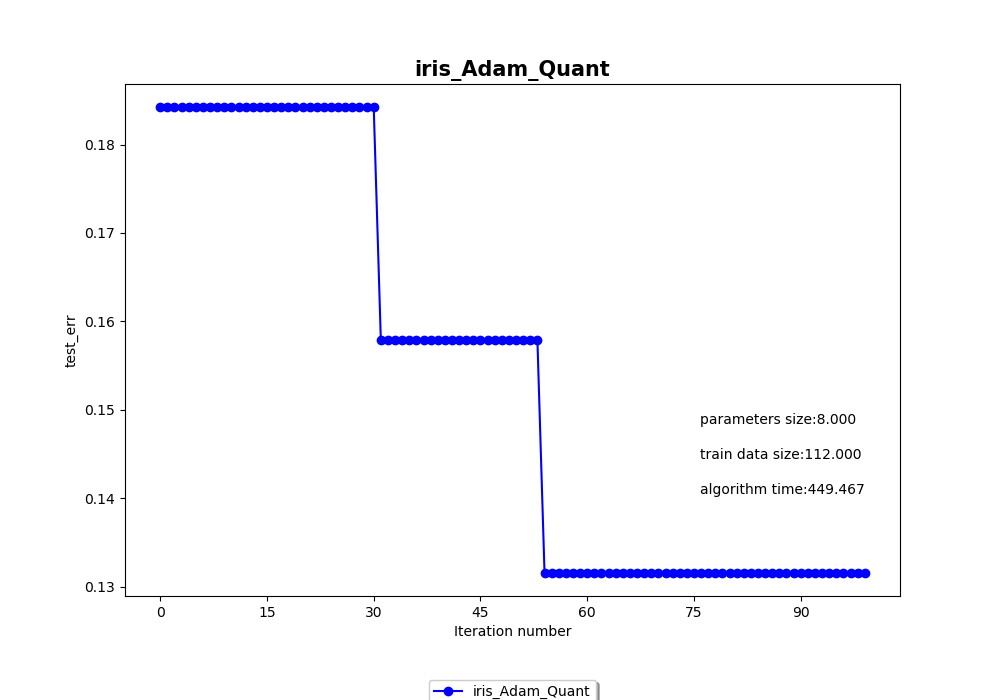 iris_Adam_Quant
0.18
0.17
0.16
0.15
0.14
0.13
test_err
parameters size:8.000
train data size:112.000
algorithm time:449.467
0 15 30 45 60 75 90
Iteration number
iris_Adam_Quant